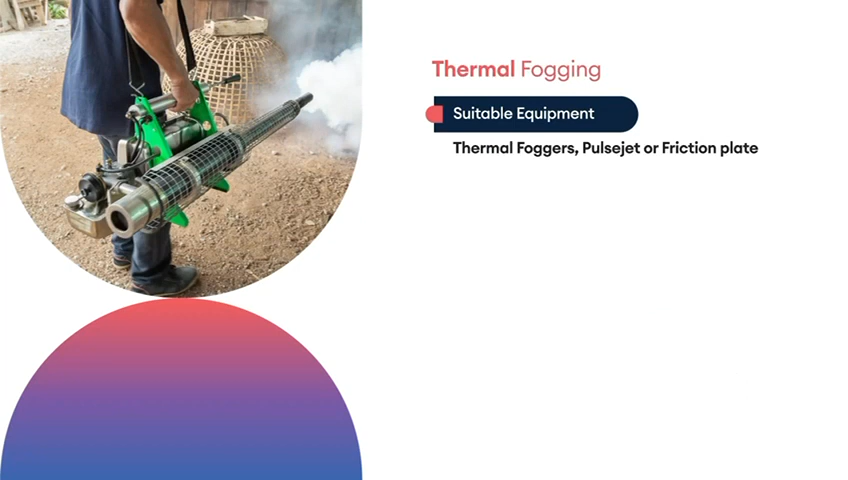 Thermal Fogging
Suitable Equipment
Thermal Foggers, Pulsejet or Friction plate